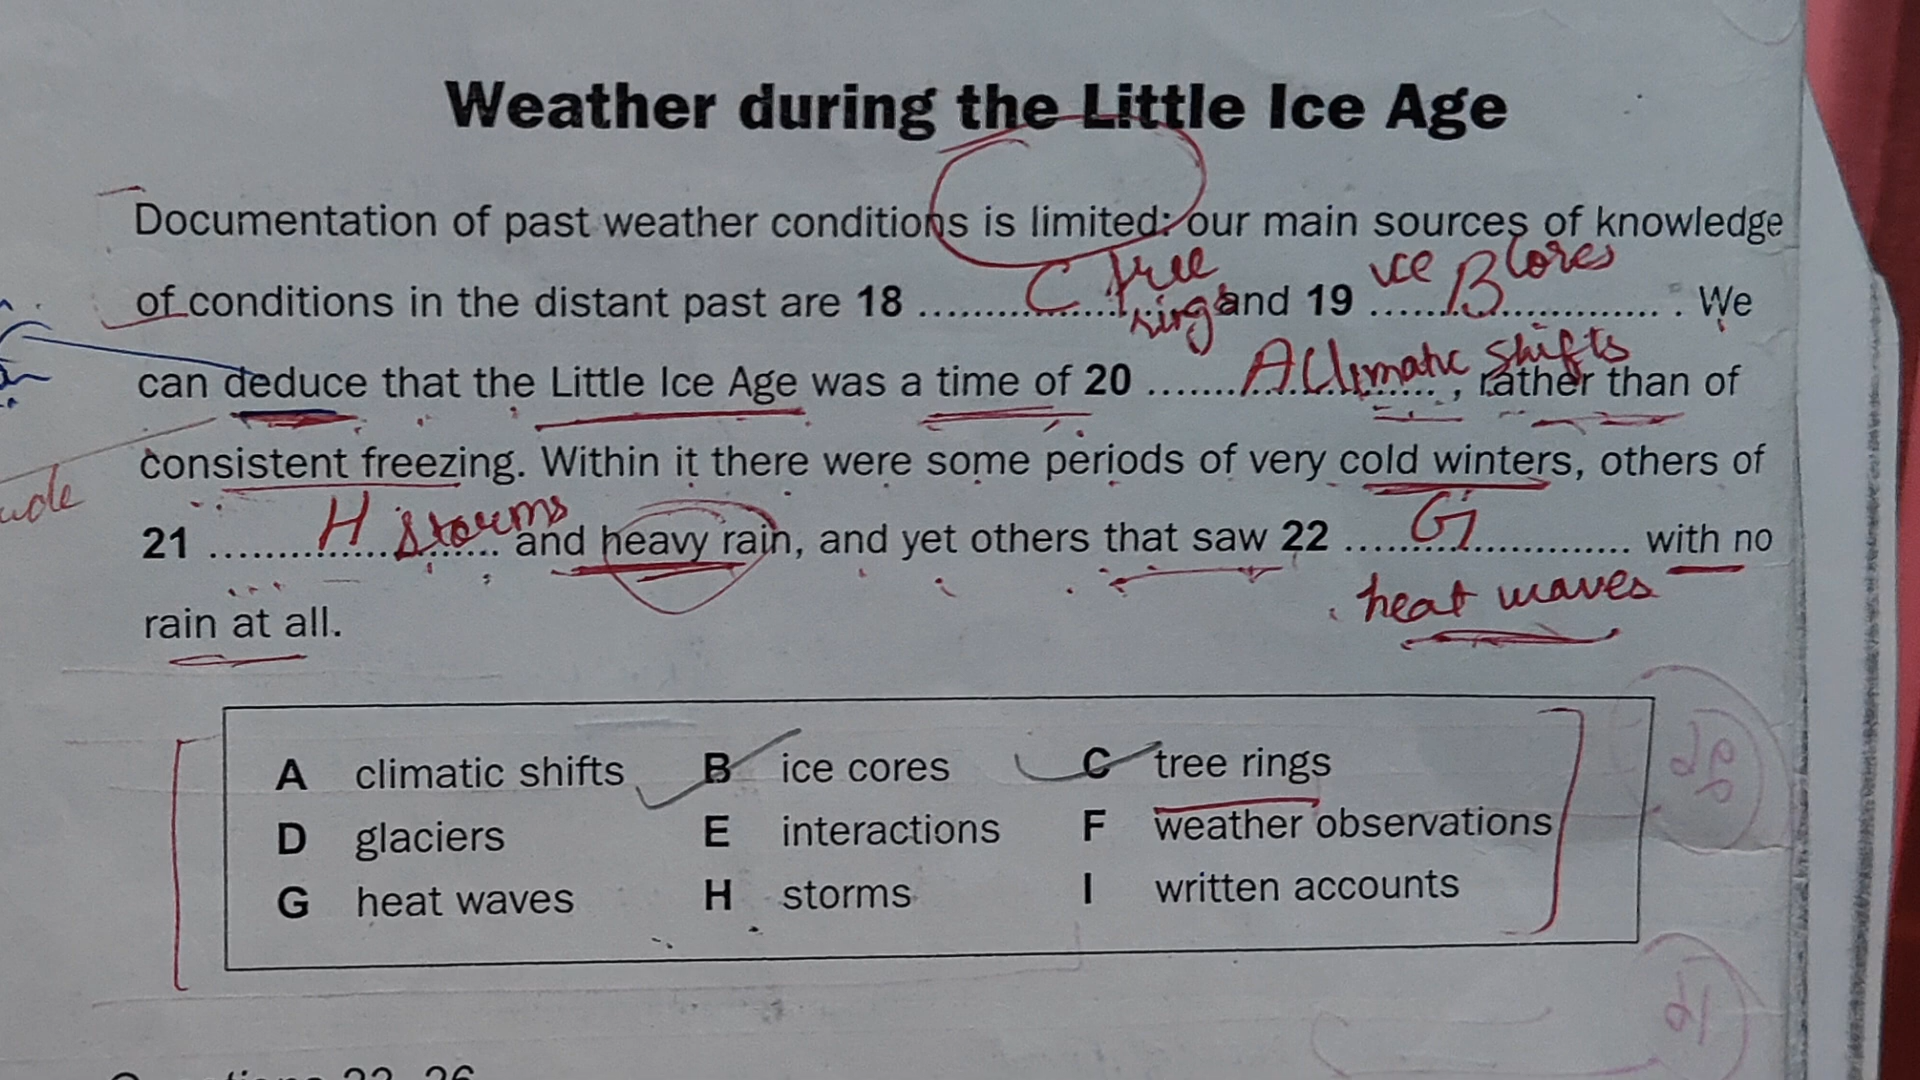 Weather during the Little Ice Age
Documentation of past weather conditions is limited: our main sources of knowledge
of conditions in the distant past are 18 .......... C tree rings and 19 ice ...... B cores .......... . We
can deduce that the Little Ice Age was a time of 20 ....... A Climatic shifts ......, rather than of
consistent freezing. Within it there were some periods of very cold winters, others of
21 .......... H storms ...... and heavy rain, and yet others that saw 22 ...... G .......... with no
heat waves
rain at all.
A climatic shifts B ice cores C tree rings
D glaciers E interactions F weather observations
G heat waves H storms I written accounts